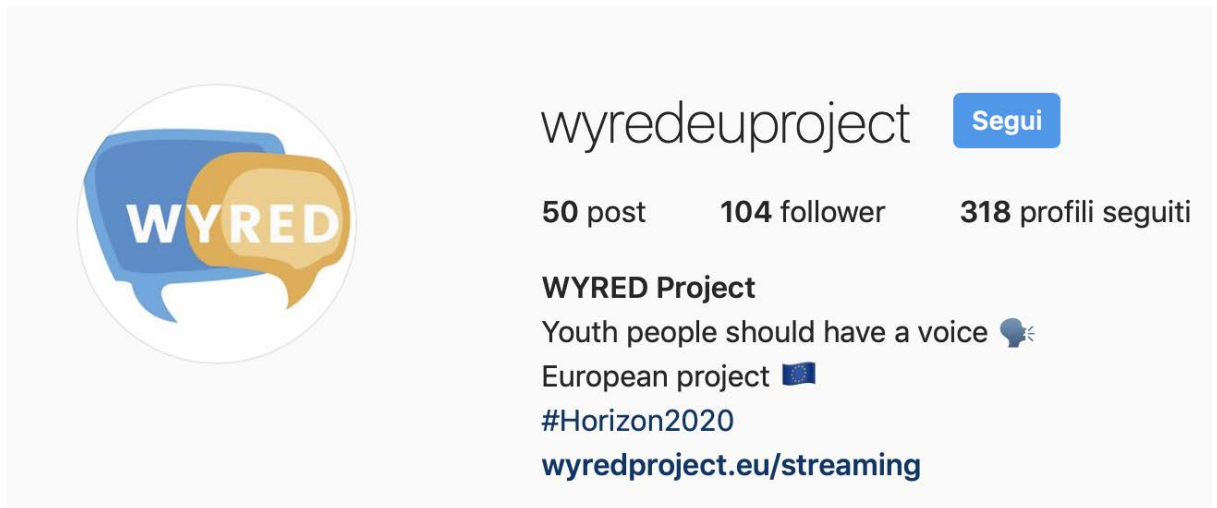 WYRED
wyredeuproject Segui
50 post 104 follower 318 profili seguiti
WYRED Project
Youth people should have a voice 🗣️
European project 🇪🇺
#Horizon2020
wyredproject.eu/streaming